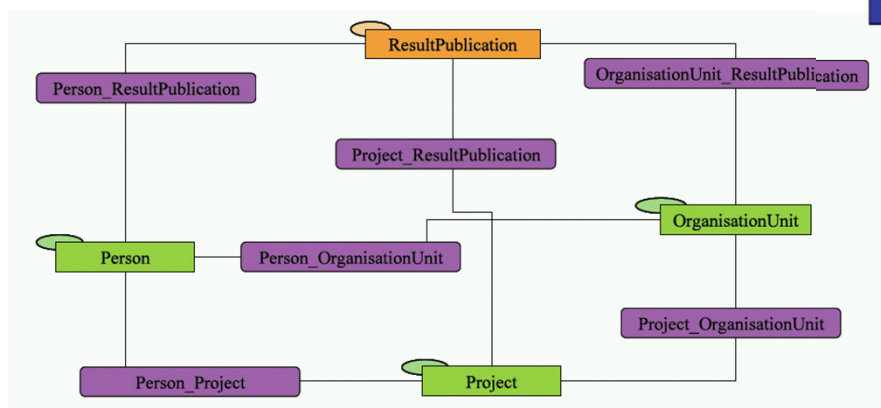 ResultPublication
Person_ResultPublication
OrganisationUnit_ResultPublication
Project_ResultPublication
OrganisationUnit
Person
Person_OrganisationUnit
Project_OrganisationUnit
Person_Project
Project